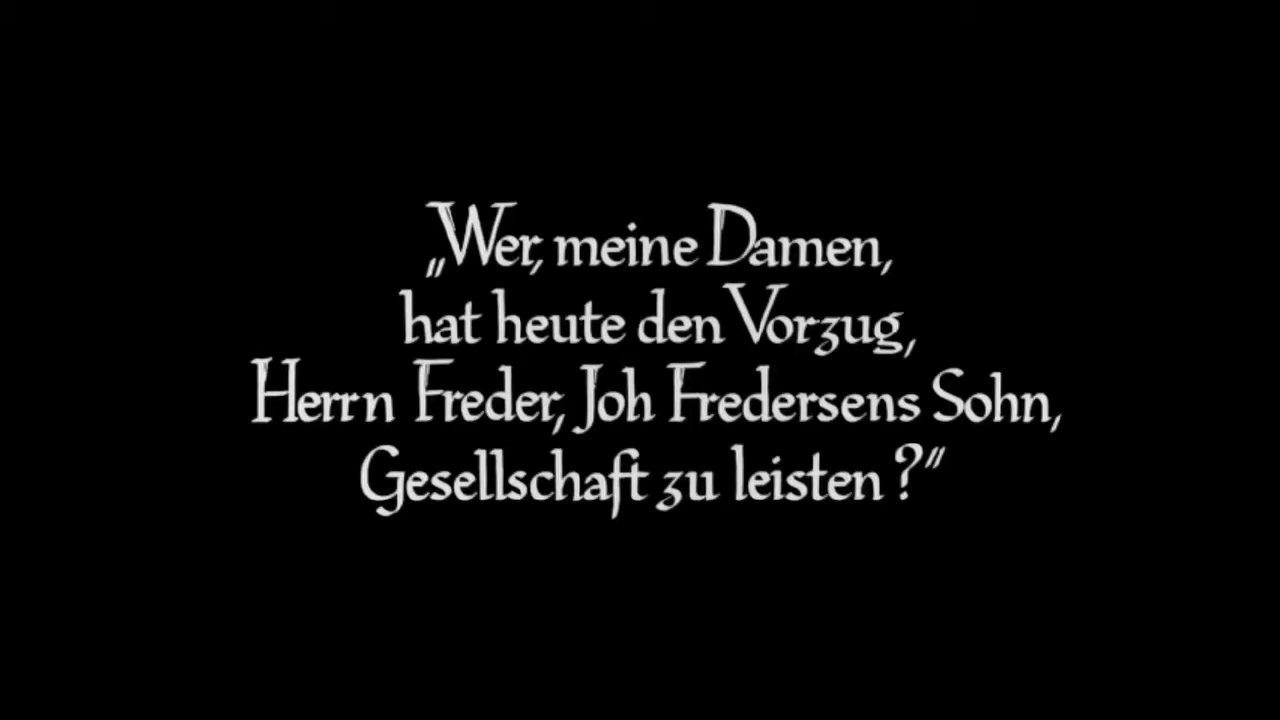 „Wer, meine Damen,
hat heute den Vorzug,
Herrn Freder, Joh Fredersens Sohn,
Gesellschaft zu leisten?“